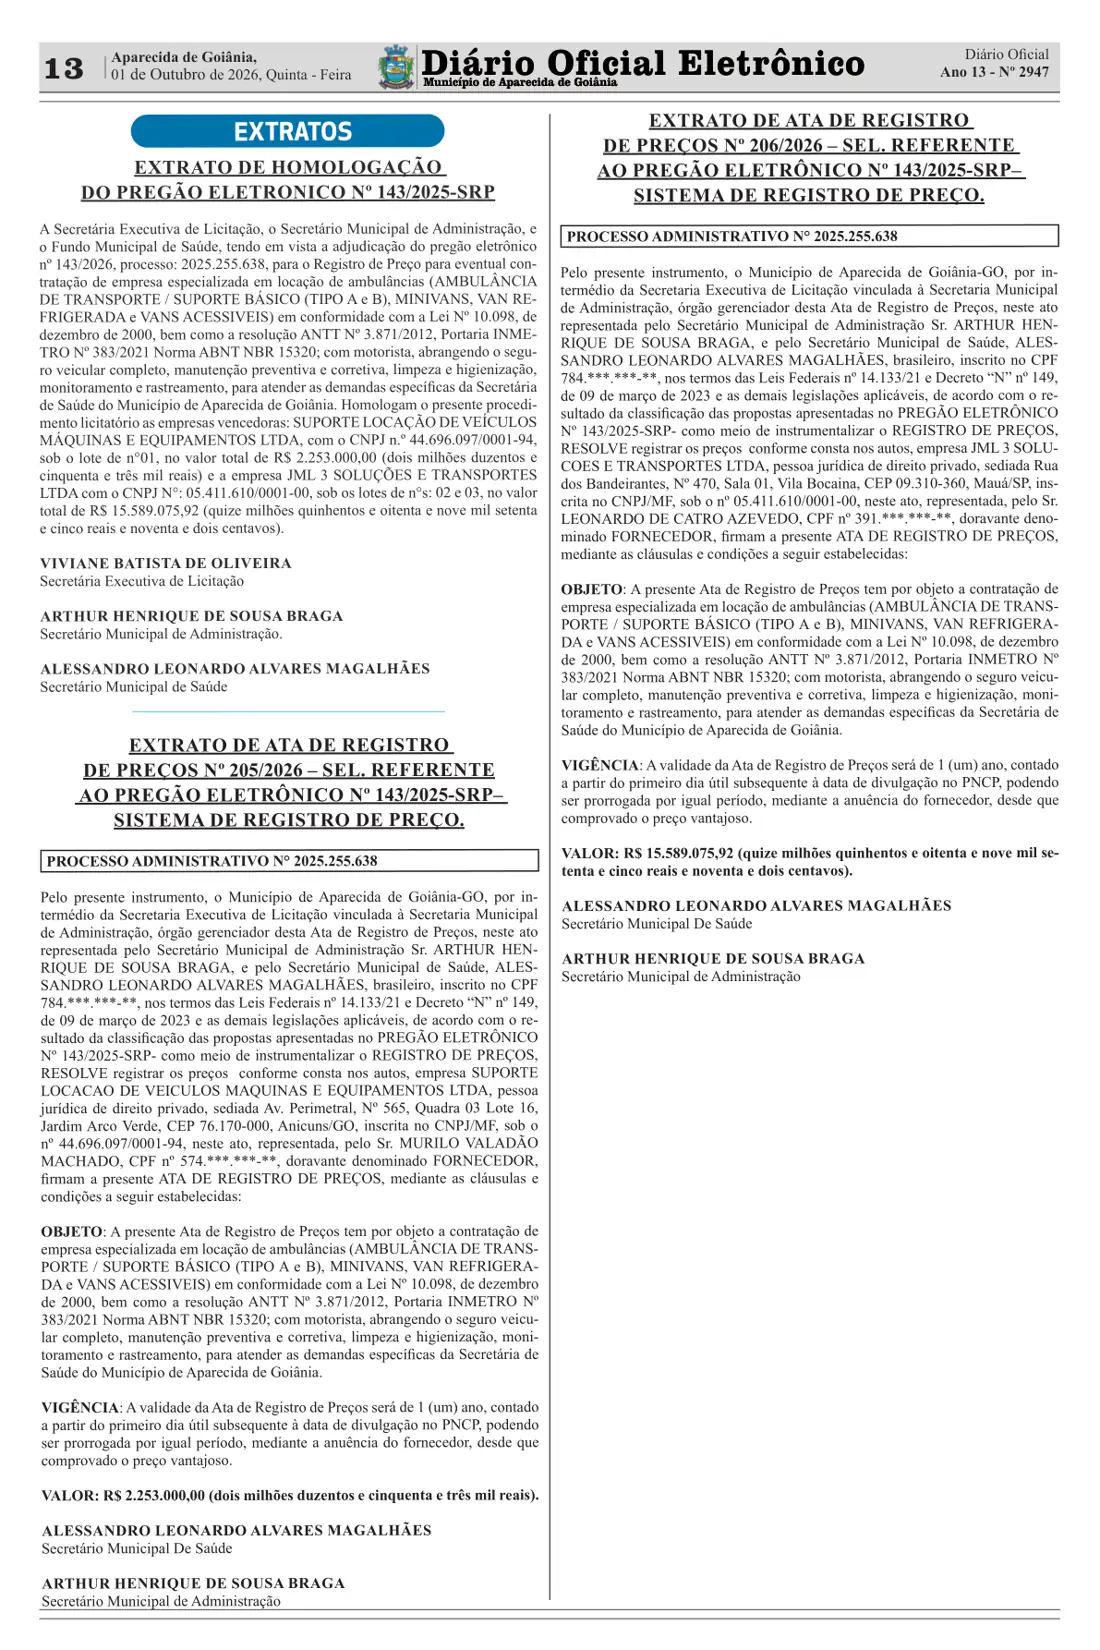 13
Aparecida de Goiânia,
01 de Outubro de 2026, Quinta - Feira
Diário Oficial Eletrônico
Município de Aparecida de Goiânia
Diário Oficial
Ano 13 - Nº 2947
EXTRATOS
EXTRATO DE HOMOLOGAÇÃO
DO PREGÃO ELETRONICO Nº 143/2025-SRP
A Secretária Executiva de Licitação, o Secretário Municipal de Administração, e
o Fundo Municipal de Saúde, tendo em vista a adjudicação do pregão eletrônico
nº 143/2026, processo: 2025.255.638, para o Registro de Preço para eventual con-
tratação de empresa especializada em locação de ambulâncias (AMBULÂNCIA
DE TRANSPORTE / SUPORTE BÁSICO (TIPO A e B), MINIVANS, VAN RE-
FRIGERADA e VANS ACESSIVEIS) em conformidade com a Lei Nº 10.098, de
dezembro de 2000, bem como a resolução ANTT Nº 3.871/2012, Portaria INME-
TRO Nº 383/2021 Norma ABNT NBR 15320; com motorista, abrangendo o segu-
ro veicular completo, manutenção preventiva e corretiva, limpeza e higienização,
monitoramento e rastreamento, para atender as demandas específicas da Secretária
de Saúde do Município de Aparecida de Goiânia. Homologam o presente procedi-
mento licitatório as empresas vencedoras: SUPORTE LOCAÇÃO DE VEÍCULOS
MÁQUINAS E EQUIPAMENTOS LTDA, com o CNPJ n.º 44.696.097/0001-94,
sob o lote de n°01, no valor total de R$ 2.253.000,00 (dois milhões duzentos e
cinquenta e três mil reais) e a empresa JML 3 SOLUÇÕES E TRANSPORTES
LTDA com o CNPJ N°: 05.411.610/0001-00, sob os lotes de n°s: 02 e 03, no valor
total de R$ 15.589.075,92 (quize milhões quinhentos e oitenta e nove mil setenta
e cinco reais e noventa e dois centavos).
VIVIANE BATISTA DE OLIVEIRA
Secretária Executiva de Licitação
ARTHUR HENRIQUE DE SOUSA BRAGA
Secretário Municipal de Administração.
ALESSANDRO LEONARDO ALVARES MAGALHÃES
Secretário Municipal de Saúde
EXTRATO DE ATA DE REGISTRO
DE PREÇOS Nº 205/2026 – SEL. REFERENTE
AO PREGÃO ELETRÔNICO Nº 143/2025-SRP–
SISTEMA DE REGISTRO DE PREÇO.
PROCESSO ADMINISTRATIVO N° 2025.255.638
Pelo presente instrumento, o Município de Aparecida de Goiânia-GO, por in-
termédio da Secretaria Executiva de Licitação vinculada à Secretaria Municipal
de Administração, órgão gerenciador desta Ata de Registro de Preços, neste ato
representada pelo Secretário Municipal de Administração Sr. ARTHUR HEN-
RIQUE DE SOUSA BRAGA, e pelo Secretário Municipal de Saúde, ALES-
SANDRO LEONARDO ALVARES MAGALHÃES, brasileiro, inscrito no CPF
784.***.***-**, nos termos das Leis Federais nº 14.133/21 e Decreto “N” nº 149,
de 09 de março de 2023 e as demais legislações aplicáveis, de acordo com o re-
sultado da classificação das propostas apresentadas no PREGÃO ELETRÔNICO
Nº 143/2025-SRP- como meio de instrumentalizar o REGISTRO DE PREÇOS,
RESOLVE registrar os preços conforme consta nos autos, empresa SUPORTE
LOCACAO DE VEICULOS MAQUINAS E EQUIPAMENTOS LTDA, pessoa
jurídica de direito privado, sediada Av. Perimetral, Nº 565, Quadra 03 Lote 16,
Jardim Arco Verde, CEP 76.170-000, Anicuns/GO, inscrita no CNPJ/MF, sob o
nº 44.696.097/0001-94, neste ato, representada, pelo Sr. MURILO VALADÃO
MACHADO, CPF nº 574.***.***-**, doravante denominado FORNECEDOR,
firmam a presente ATA DE REGISTRO DE PREÇOS, mediante as cláusulas e
condições a seguir estabelecidas:
OBJETO: A presente Ata de Registro de Preços tem por objeto a contratação de
empresa especializada em locação de ambulâncias (AMBULÂNCIA DE TRANS-
PORTE / SUPORTE BÁSICO (TIPO A e B), MINIVANS, VAN REFRIGERA-
DA e VANS ACESSIVEIS) em conformidade com a Lei Nº 10.098, de dezembro
de 2000, bem como a resolução ANTT Nº 3.871/2012, Portaria INMETRO Nº
383/2021 Norma ABNT NBR 15320; com motorista, abrangendo o seguro veicu-
lar completo, manutenção preventiva e corretiva, limpeza e higienização, moni-
toramento e rastreamento, para atender as demandas específicas da Secretária de
Saúde do Município de Aparecida de Goiânia.
VIGÊNCIA: A validade da Ata de Registro de Preços será de 1 (um) ano, contado
a partir do primeiro dia útil subsequente à data de divulgação no PNCP, podendo
ser prorrogada por igual período, mediante a anuência do fornecedor, desde que
comprovado o preço vantajoso.
VALOR: R$ 2.253.000,00 (dois milhões duzentos e cinquenta e três mil reais).
ALESSANDRO LEONARDO ALVARES MAGALHÃES
Secretário Municipal De Saúde
ARTHUR HENRIQUE DE SOUSA BRAGA
Secretário Municipal de Administração
EXTRATO DE ATA DE REGISTRO
DE PREÇOS Nº 206/2026 – SEL. REFERENTE
AO PREGÃO ELETRÔNICO Nº 143/2025-SRP–
SISTEMA DE REGISTRO DE PREÇO.
PROCESSO ADMINISTRATIVO N° 2025.255.638
Pelo presente instrumento, o Município de Aparecida de Goiânia-GO, por in-
termédio da Secretaria Executiva de Licitação vinculada à Secretaria Municipal
de Administração, órgão gerenciador desta Ata de Registro de Preços, neste ato
representada pelo Secretário Municipal de Administração Sr. ARTHUR HEN-
RIQUE DE SOUSA BRAGA, e pelo Secretário Municipal de Saúde, ALES-
SANDRO LEONARDO ALVARES MAGALHÃES, brasileiro, inscrito no CPF
784.***.***-**, nos termos das Leis Federais nº 14.133/21 e Decreto “N” nº 149,
de 09 de março de 2023 e as demais legislações aplicáveis, de acordo com o re-
sultado da classificação das propostas apresentadas no PREGÃO ELETRÔNICO
Nº 143/2025-SRP- como meio de instrumentalizar o REGISTRO DE PREÇOS,
RESOLVE registrar os preços conforme consta nos autos, empresa JML 3 SOLU-
COES E TRANSPORTES LTDA, pessoa jurídica de direito privado, sediada Rua
dos Bandeirantes, Nº 470, Sala 01, Vila Bocaina, CEP 09.310-360, Mauá/SP, ins-
crita no CNPJ/MF, sob o nº 05.411.610/0001-00, neste ato, representada, pelo Sr.
LEONARDO DE CATRO AZEVEDO, CPF nº 391.***.***-**, doravante deno-
minado FORNECEDOR, firmam a presente ATA DE REGISTRO DE PREÇOS,
mediante as cláusulas e condições a seguir estabelecidas:
OBJETO: A presente Ata de Registro de Preços tem por objeto a contratação de
empresa especializada em locação de ambulâncias (AMBULÂNCIA DE TRANS-
PORTE / SUPORTE BÁSICO (TIPO A e B), MINIVANS, VAN REFRIGERA-
DA e VANS ACESSIVEIS) em conformidade com a Lei Nº 10.098, de dezembro
de 2000, bem como a resolução ANTT Nº 3.871/2012, Portaria INMETRO Nº
383/2021 Norma ABNT NBR 15320; com motorista, abrangendo o seguro veicu-
lar completo, manutenção preventiva e corretiva, limpeza e higienização, moni-
toramento e rastreamento, para atender as demandas específicas da Secretária de
Saúde do Município de Aparecida de Goiânia.
VIGÊNCIA: A validade da Ata de Registro de Preços será de 1 (um) ano, contado
a partir do primeiro dia útil subsequente à data de divulgação no PNCP, podendo
ser prorrogada por igual período, mediante a anuência do fornecedor, desde que
comprovado o preço vantajoso.
VALOR: R$ 15.589.075,92 (quize milhões quinhentos e oitenta e nove mil se-
tenta e cinco reais e noventa e dois centavos).
ALESSANDRO LEONARDO ALVARES MAGALHÃES
Secretário Municipal De Saúde
ARTHUR HENRIQUE DE SOUSA BRAGA
Secretário Municipal de Administração